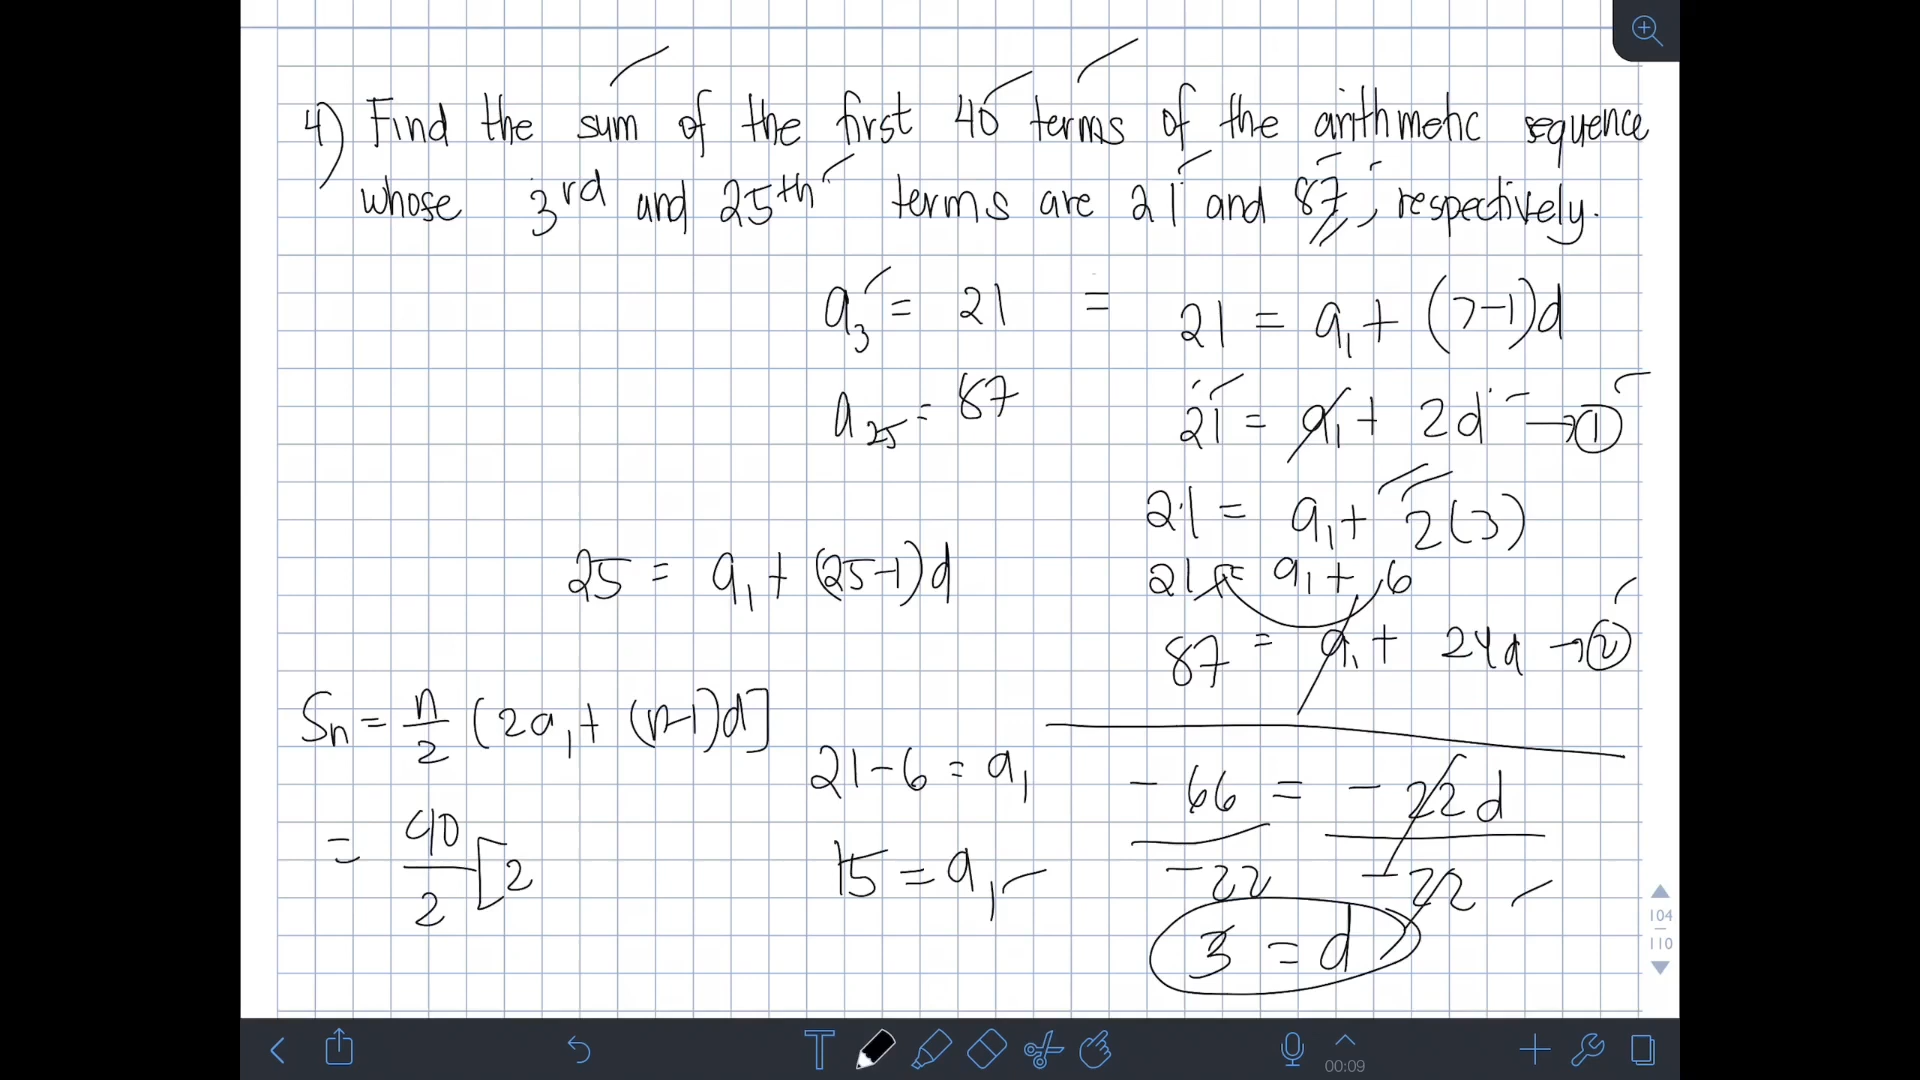 4) Find the sum of the first 40 terms of the arithmetic sequence
whose 3rd and 25th terms are 21 and 87, respectively.
a₃ = 21 = 21 = a₁ + (3-1)d
a₂₅ = 87
21 = a₁ + 2d → ①
21 = a₁ + 2(3)
25 = a₁ + (25-1)d
21 = a₁ + 6
87 = a₁ + 24d → ②
Sn = n/2 (2a₁ + (n-1)d]
21 - 6 = a₁
- 66 = - 22d
= 40/2 [2
15 = a₁
-22 -22
3 = d
104
110
00:09